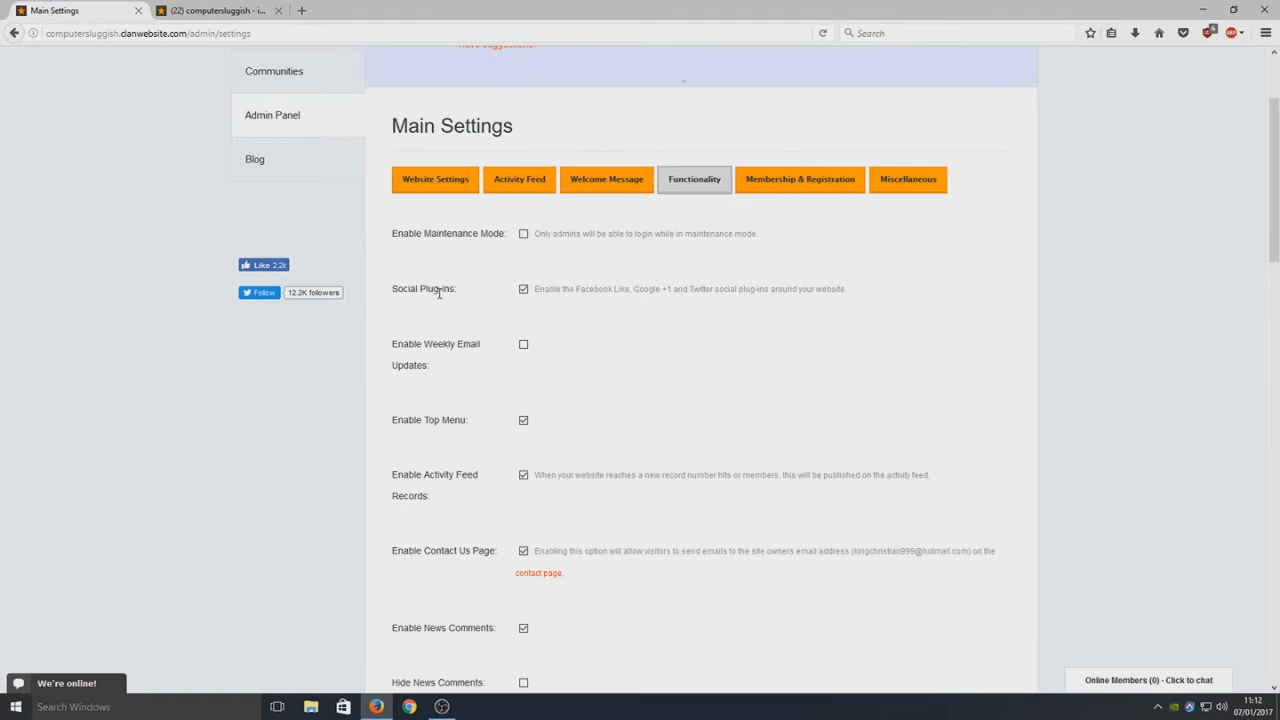 Main Settings
(22) computersluggish - i...
computersluggish.clanwebsite.com/admin/settings
Search
6
ABP
Communities
Admin Panel
Blog
Like 2.2k
Follow
12.2K followers
Main Settings
Website Settings
Activity Feed
Welcome Message
Functionality
Membership & Registration
Miscellaneous
Enable Maintenance Mode:
Only admins will be able to login while in maintenance mode.
Social Plug-ins:
Enable the Facebook Like, Google +1 and Twitter social plug-ins around your website.
Enable Weekly Email
Updates:
Enable Top Menu:
Enable Activity Feed
Records:
When your website reaches a new record number hits or members, this will be published on the activity feed.
Enable Contact Us Page:
Enabling this option will allow visitors to send emails to the site owners email address (kingchristian999@hotmail.com) on the
contact page.
Enable News Comments:
Hide News Comments:
We're online!
Online Members (0) - Click to chat
Search Windows
11:12
07/01/2017